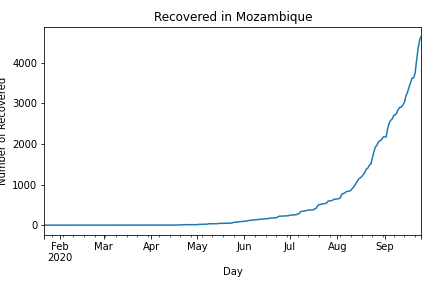 Recovered in Mozambique
Number of Recovered
4000
3000
2000
1000
0
Feb Mar Apr May Jun Jul Aug Sep
2020
Day